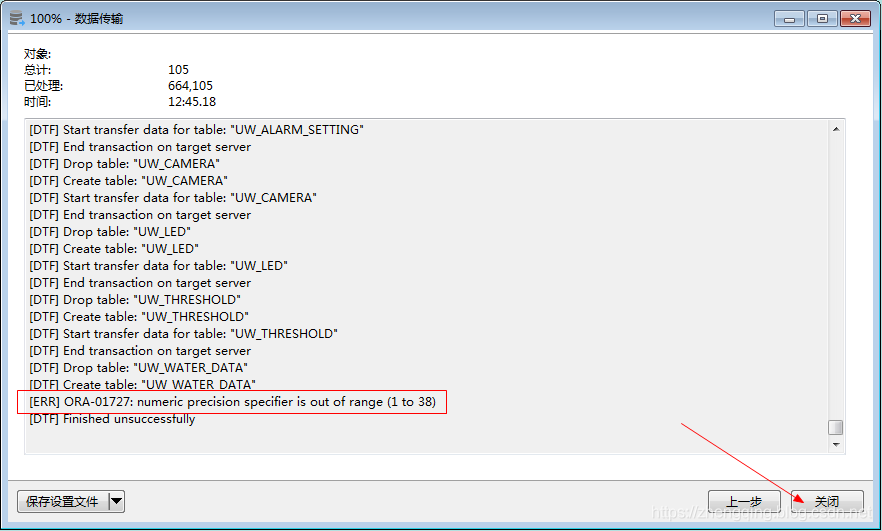 100% - 数据传输
对象:
总计: 105
已处理: 664,105
时间: 12:45.18
[DTF] Start transfer data for table: "UW_ALARM_SETTING"
[DTF] End transaction on target server
[DTF] Drop table: "UW_CAMERA"
[DTF] Create table: "UW_CAMERA"
[DTF] Start transfer data for table: "UW_CAMERA"
[DTF] End transaction on target server
[DTF] Drop table: "UW_LED"
[DTF] Create table: "UW_LED"
[DTF] Start transfer data for table: "UW_LED"
[DTF] End transaction on target server
[DTF] Drop table: "UW_THRESHOLD"
[DTF] Create table: "UW_THRESHOLD"
[DTF] Start transfer data for table: "UW_THRESHOLD"
[DTF] End transaction on target server
[DTF] Drop table: "UW_WATER_DATA"
[DTF] Create table: "UW_WATER_DATA"
[ERR] ORA-01727: numeric precision specifier is out of range (1 to 38)
[DTF] Finished unsuccessfully
保存设置文件 上一步 关闭
https://zhengqing.blog.csdn.net